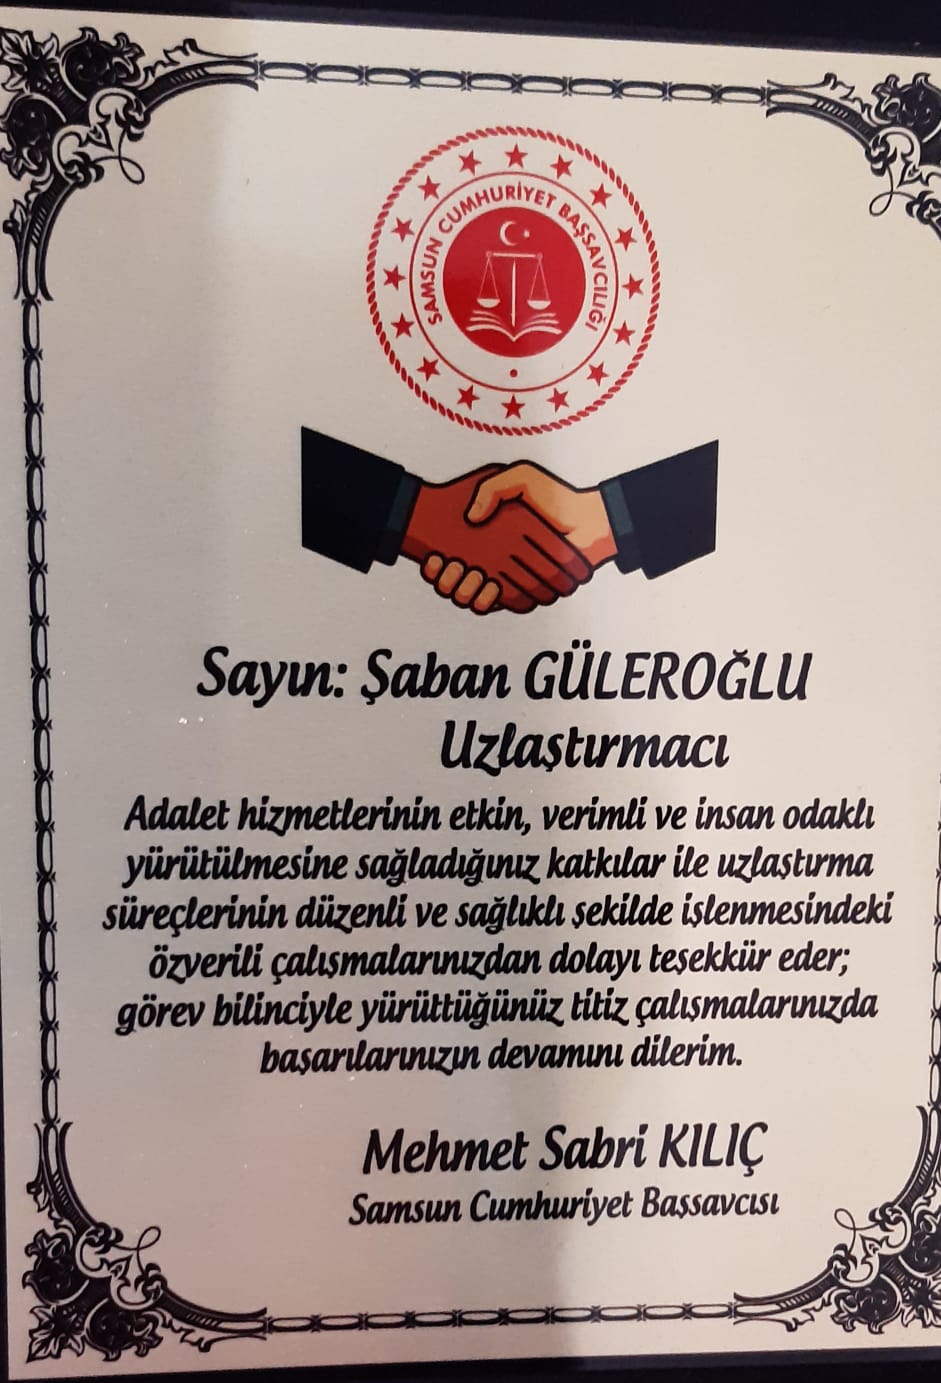 SAMSUN CUMHURİYET BAŞSAVCILIĞI
Sayın: Şaban GÜLEROĞLU
Uzlaştırmacı
Adalet hizmetlerinin etkin, verimli ve insan odaklı
yürütülmesine sağladığınız katkılar ile uzlaştırma
süreçlerinin düzenli ve sağlıklı şekilde işlenmesindeki
özverili çalışmalarınızdan dolayı teşekkür eder;
görev bilinciyle yürüttüğünüz titiz çalışmalarınızda
başarılarınızın devamını dilerim.
Mehmet Sabri KILIÇ
Samsun Cumhuriyet Başsavcısı